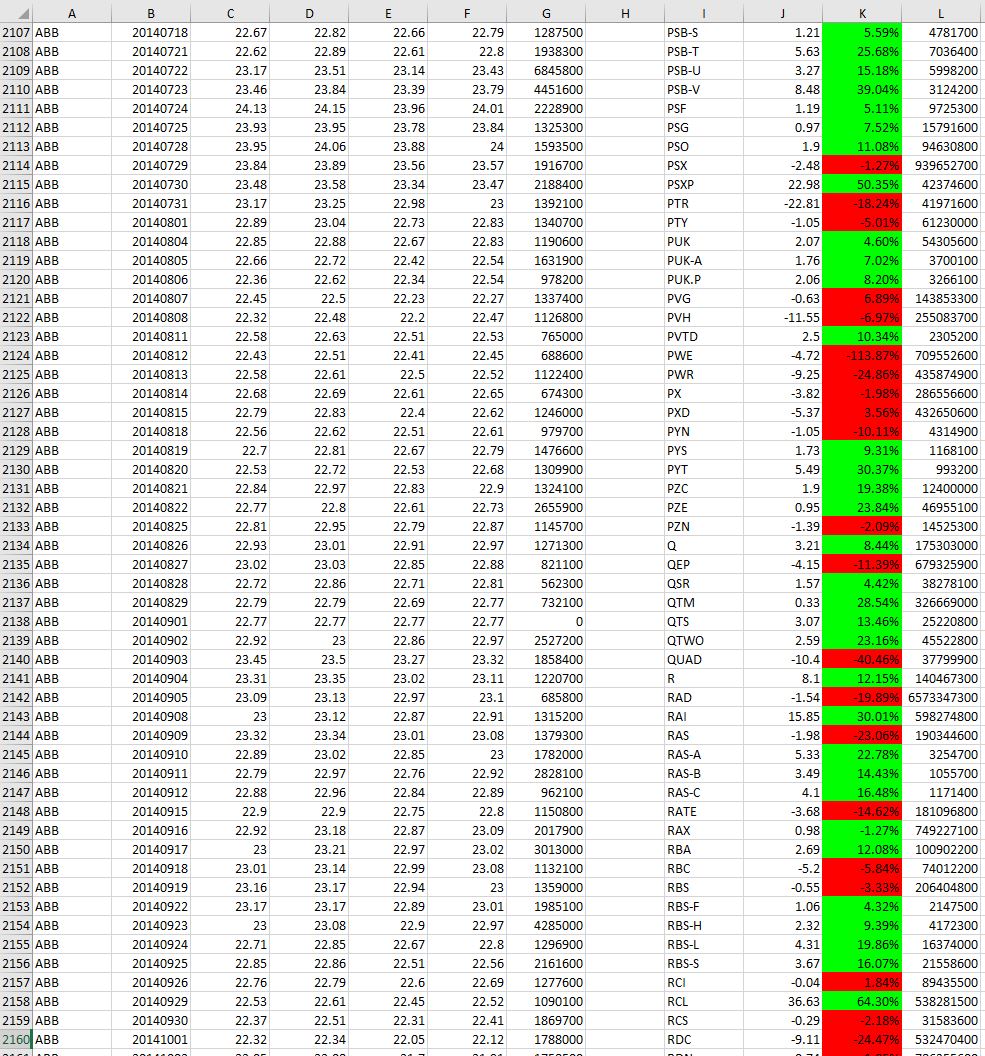 A B C D E F G H I J K L
2107 ABB 20140718 22.67 22.82 22.66 22.79 1287500 PSB-S 1.21 5.59% 4781700
2108 ABB 20140721 22.62 22.89 22.61 22.8 1938300 PSB-T 5.63 25.68% 7036400
2109 ABB 20140722 23.17 23.51 23.14 23.43 6845800 PSB-U 3.27 15.18% 5998200
2110 ABB 20140723 23.46 23.84 23.39 23.79 4451600 PSB-V 8.48 39.04% 3124200
2111 ABB 20140724 24.13 24.15 23.96 24.01 2228900 PSF 1.19 5.11% 9725300
2112 ABB 20140725 23.93 23.95 23.78 23.84 1325300 PSG 0.97 7.52% 15791600
2113 ABB 20140728 23.95 24.06 23.88 24 1593500 PSO 1.9 11.08% 94630800
2114 ABB 20140729 23.84 23.89 23.56 23.57 1916700 PSX -2.48 -1.27% 939652700
2115 ABB 20140730 23.48 23.58 23.34 23.47 2188400 PSXP 22.98 50.35% 42374600
2116 ABB 20140731 23.17 23.25 22.98 23 1392100 PTR -22.81 -18.24% 41971600
2117 ABB 20140801 22.89 23.04 22.73 22.83 1340700 PTY -1.05 -5.01% 61230000
2118 ABB 20140804 22.85 22.88 22.67 22.83 1190600 PUK 2.07 4.60% 54305600
2119 ABB 20140805 22.66 22.72 22.42 22.54 1631900 PUK-A 1.76 7.02% 3700100
2120 ABB 20140806 22.36 22.62 22.34 22.54 978200 PUK.P 2.06 8.20% 3266100
2121 ABB 20140807 22.45 22.5 22.23 22.27 1337400 PVG -0.63 6.89% 143853300
2122 ABB 20140808 22.32 22.48 22.2 22.47 1126800 PVH -11.55 -6.97% 255083700
2123 ABB 20140811 22.58 22.63 22.51 22.53 765000 PVTD 2.5 10.34% 2305200
2124 ABB 20140812 22.43 22.51 22.41 22.45 688600 PWE -4.72 -113.87% 709552600
2125 ABB 20140813 22.58 22.61 22.5 22.52 1122400 PWR -9.25 -24.86% 435874900
2126 ABB 20140814 22.68 22.69 22.61 22.65 674300 PX -3.82 -1.98% 286556600
2127 ABB 20140815 22.79 22.83 22.4 22.62 1246000 PXD -5.37 3.56% 432650600
2128 ABB 20140818 22.56 22.62 22.51 22.61 979700 PYN -1.05 -10.11% 4314900
2129 ABB 20140819 22.7 22.81 22.67 22.79 1476600 PYS 1.73 9.31% 1168100
2130 ABB 20140820 22.53 22.72 22.53 22.68 1309900 PYT 5.49 30.37% 993200
2131 ABB 20140821 22.84 22.97 22.83 22.9 1324100 PZC 1.9 19.38% 12400000
2132 ABB 20140822 22.77 22.8 22.61 22.73 2655900 PZE 0.95 23.84% 46955100
2133 ABB 20140825 22.81 22.95 22.79 22.87 1145700 PZN -1.39 -2.09% 14525300
2134 ABB 20140826 22.93 23.01 22.91 22.97 1271300 Q 3.21 8.44% 175303000
2135 ABB 20140827 23.02 23.03 22.85 22.88 821100 QEP -4.15 -11.39% 679325900
2136 ABB 20140828 22.72 22.86 22.71 22.81 562300 QSR 1.57 4.42% 38278100
2137 ABB 20140829 22.79 22.79 22.69 22.77 732100 QTM 0.33 28.54% 326669000
2138 ABB 20140901 22.77 22.77 22.77 22.77 0 QTS 3.07 13.46% 25220800
2139 ABB 20140902 22.92 23 22.86 22.97 2527200 QTWO 2.59 23.16% 45522800
2140 ABB 20140903 23.45 23.5 23.27 23.32 1858400 QUAD -10.4 -40.46% 37799900
2141 ABB 20140904 23.31 23.35 23.02 23.11 1220700 R 8.1 12.15% 140467300
2142 ABB 20140905 23.09 23.13 22.97 23.1 685800 RAD -1.54 -19.89% 6573347300
2143 ABB 20140908 23 23.12 22.87 22.91 1315200 RAI 15.85 30.01% 598274800
2144 ABB 20140909 23.32 23.34 23.01 23.08 1379300 RAS -1.98 -23.06% 190344600
2145 ABB 20140910 22.89 23.02 22.85 23 1782000 RAS-A 5.33 22.78% 3254700
2146 ABB 20140911 22.79 22.97 22.76 22.92 2828100 RAS-B 3.49 14.43% 1055700
2147 ABB 20140912 22.88 22.96 22.84 22.89 962100 RAS-C 4.1 16.48% 1171400
2148 ABB 20140915 22.9 22.9 22.75 22.8 1150800 RATE -3.68 -14.62% 181096800
2149 ABB 20140916 22.92 23.18 22.87 23.09 2017900 RAX 0.98 -1.27% 749227100
2150 ABB 20140917 23 23.21 22.97 23.02 3013000 RBA 2.69 12.08% 100902200
2151 ABB 20140918 23.01 23.14 22.99 23.08 1132100 RBC -5.2 -5.84% 74012200
2152 ABB 20140919 23.16 23.17 22.94 23 1359000 RBS -0.55 -3.33% 206404800
2153 ABB 20140922 23.17 23.17 22.89 23.01 1985100 RBS-F 1.06 4.32% 2147500
2154 ABB 20140923 23 23.08 22.9 22.97 4285000 RBS-H 2.32 9.39% 4172300
2155 ABB 20140924 22.71 22.85 22.67 22.8 1296900 RBS-L 4.31 19.86% 16374000
2156 ABB 20140925 22.85 22.86 22.51 22.56 2161600 RBS-S 3.67 16.07% 21558600
2157 ABB 20140926 22.76 22.79 22.6 22.69 1277600 RCI -0.04 1.84% 89435500
2158 ABB 20140929 22.53 22.61 22.45 22.52 1090100 RCL 36.63 64.30% 538281500
2159 ABB 20140930 22.37 22.51 22.31 22.41 1869700 RCS -0.29 -2.18% 31583600
2160 ABB 20141001 22.32 22.34 22.05 22.12 1788000 RDC -9.11 -24.47% 532470400